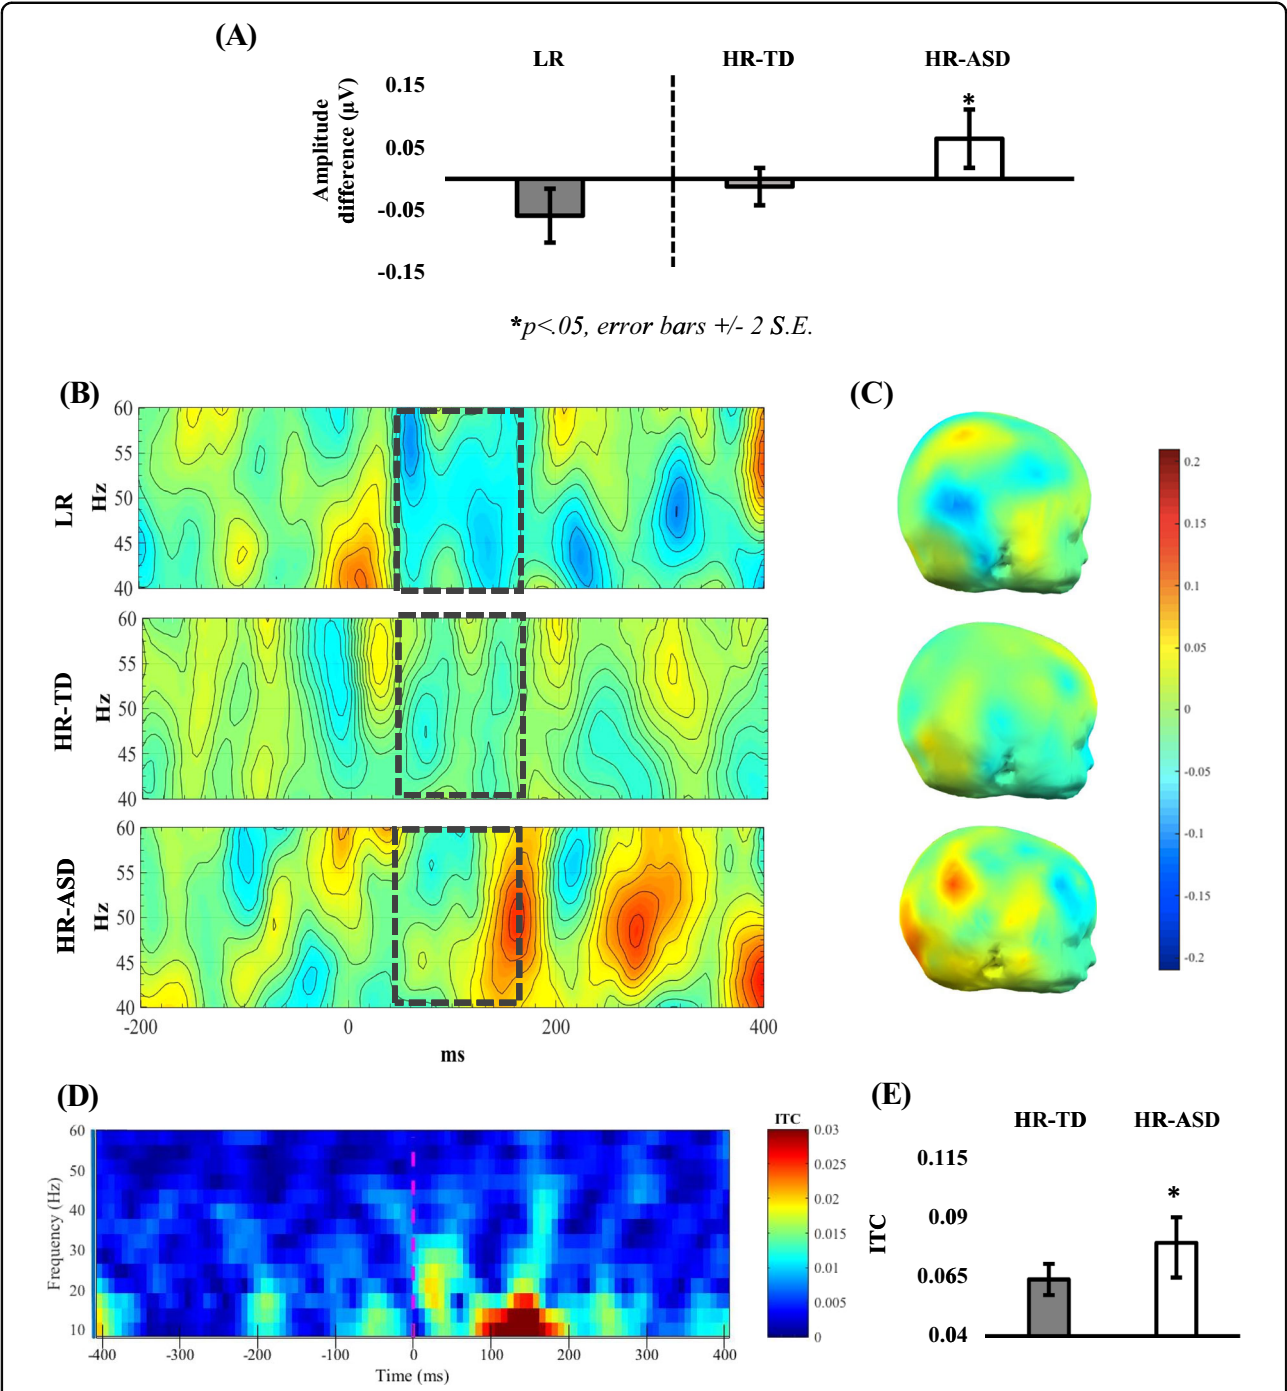 (A)
LR HR-TD HR-ASD
Amplitude
difference (µV)
0.15
0.05
-0.05
-0.15
*
*p<.05, error bars +/- 2 S.E.
(B)
LR
Hz
60
55
50
45
40
HR-TD
Hz
60
55
50
45
40
HR-ASD
Hz
60
55
50
45
40
-200 0 200 400
ms
(C)
0.2
0.15
0.1
0.05
0
-0.05
-0.1
-0.15
-0.2
(D)
Frequency (Hz)
60
50
40
30
20
10
-400 -300 -200 -100 0 100 200 300 400
Time (ms)
ITC
0.03
0.025
0.02
0.015
0.01
0.005
0
(E)
HR-TD HR-ASD
ITC
0.115
0.09
0.065
0.04
*